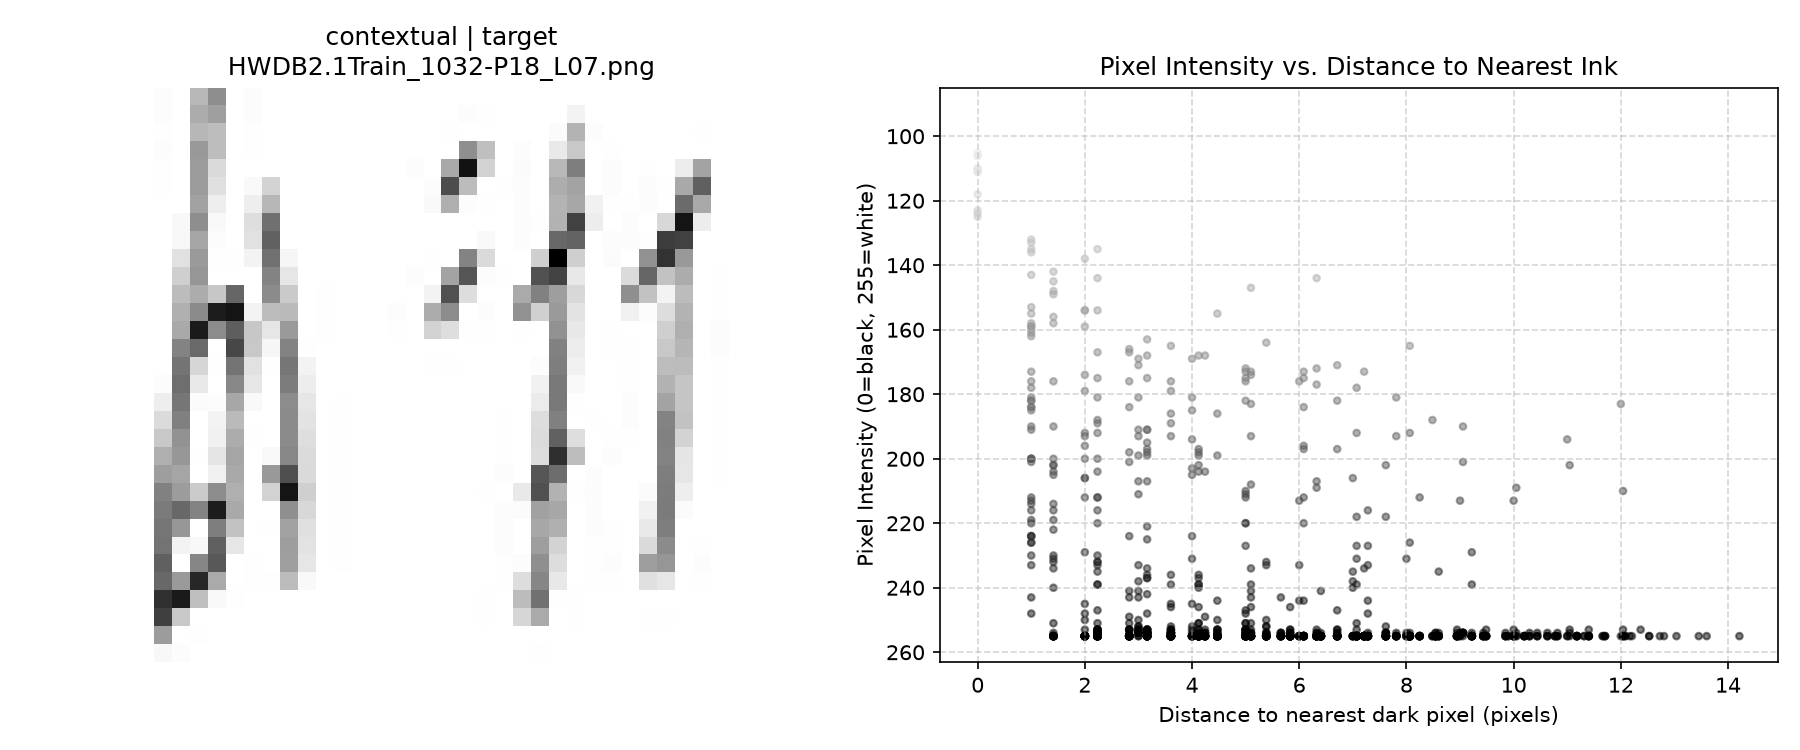 contextual | target
HWDB2.1Train_1032-P18_L07.png
Pixel Intensity vs. Distance to Nearest Ink
Pixel Intensity (0=black, 255=white)
100
120
140
160
180
200
220
240
260
0 2 4 6 8 10 12 14
Distance to nearest dark pixel (pixels)